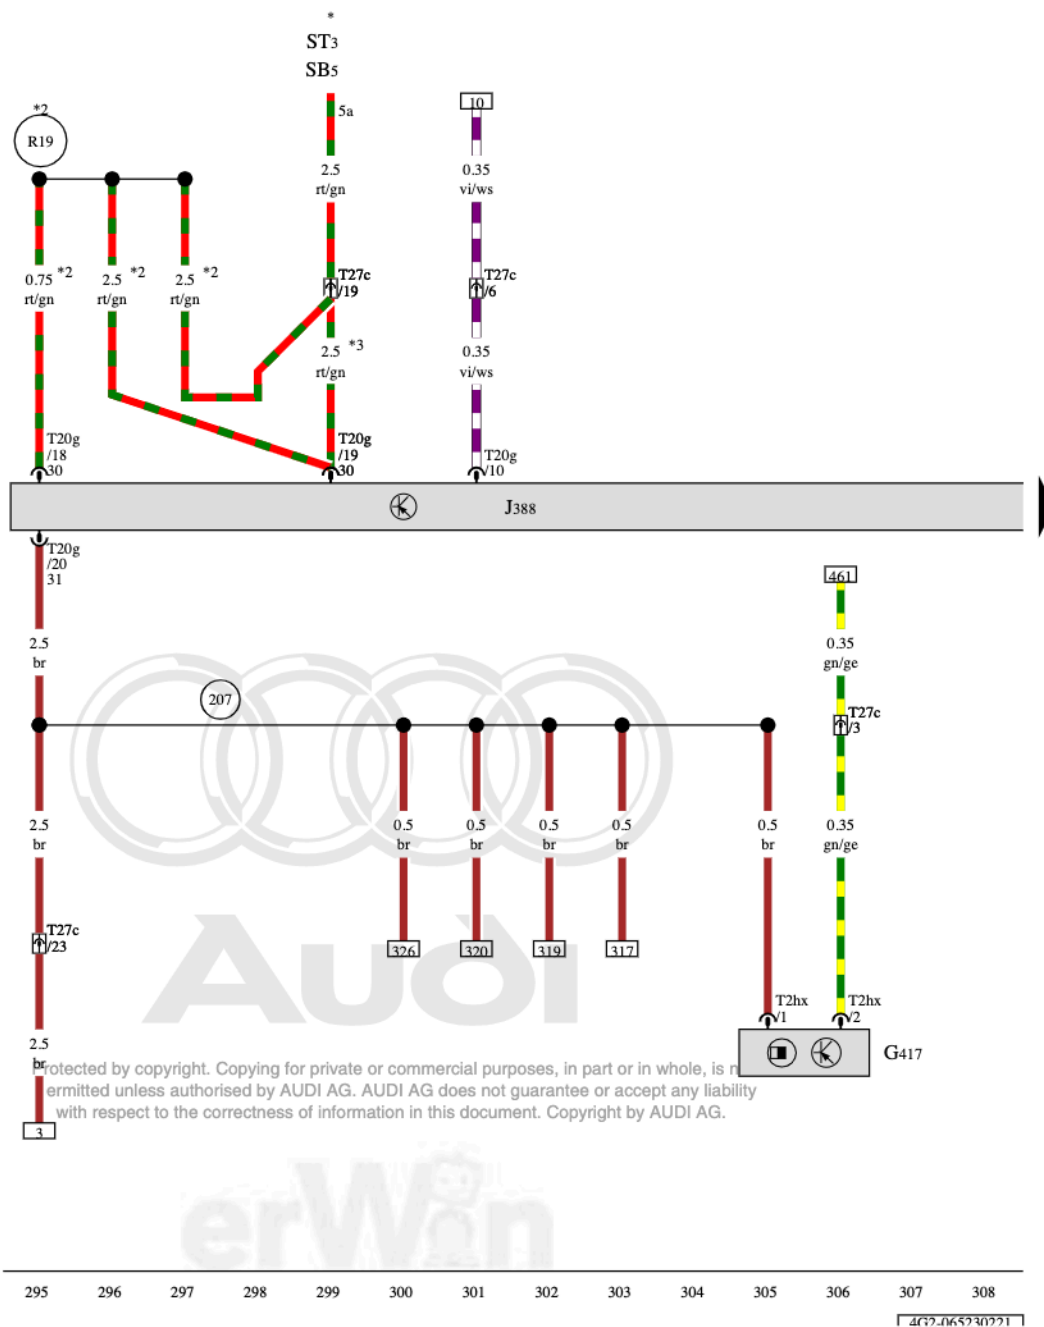 *
ST3
SB5
5a
10
*2
R19
2.5
rt/gn
0.35
vi/ws
0.75 *2
rt/gn
2.5 *2
rt/gn
2.5 *2
rt/gn
T27c
/19
T27c
/6
2.5 *3
rt/gn
0.35
vi/ws
T20g
/18
30
T20g
/19
30
T20g
/10
J388
T20g
/20
31
461
2.5
br
0.35
gn/ge
207
T27c
/3
2.5
br
0.5
br
0.5
br
0.5
br
0.5
br
0.5
br
0.35
gn/ge
T27c
/23
326
320
319
317
Audi
T2hx
/1
T2hx
/2
G417
2.5
br
Protected by copyright. Copying for private or commercial purposes, in part or in whole, is n
ermitted unless authorised by AUDI AG. AUDI AG does not guarantee or accept any liability
with respect to the correctness of information in this document. Copyright by AUDI AG.
3
erWin
295 296 297 298 299 300 301 302 303 304 305 306 307 308
4G2-065230221